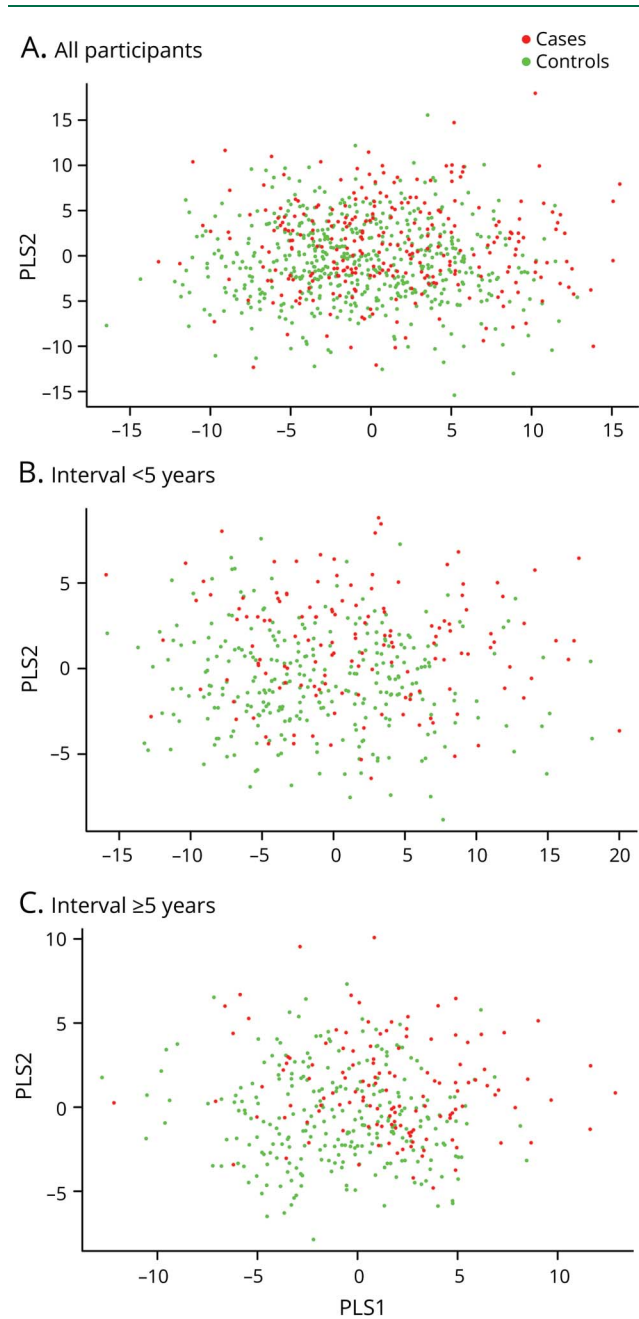 A. All participants
Cases
Controls
15
10
5
0
5
–10
–15
PLS2
–15 –10 –5 0 5 10 15
B. Interval <5 years
5
0
–5
PLS2
–15 –10 –5 0 5 10 15 20
C. Interval ≥5 years
10
5
0
–5
PLS2
–10 –5 0 5 10
PLS1